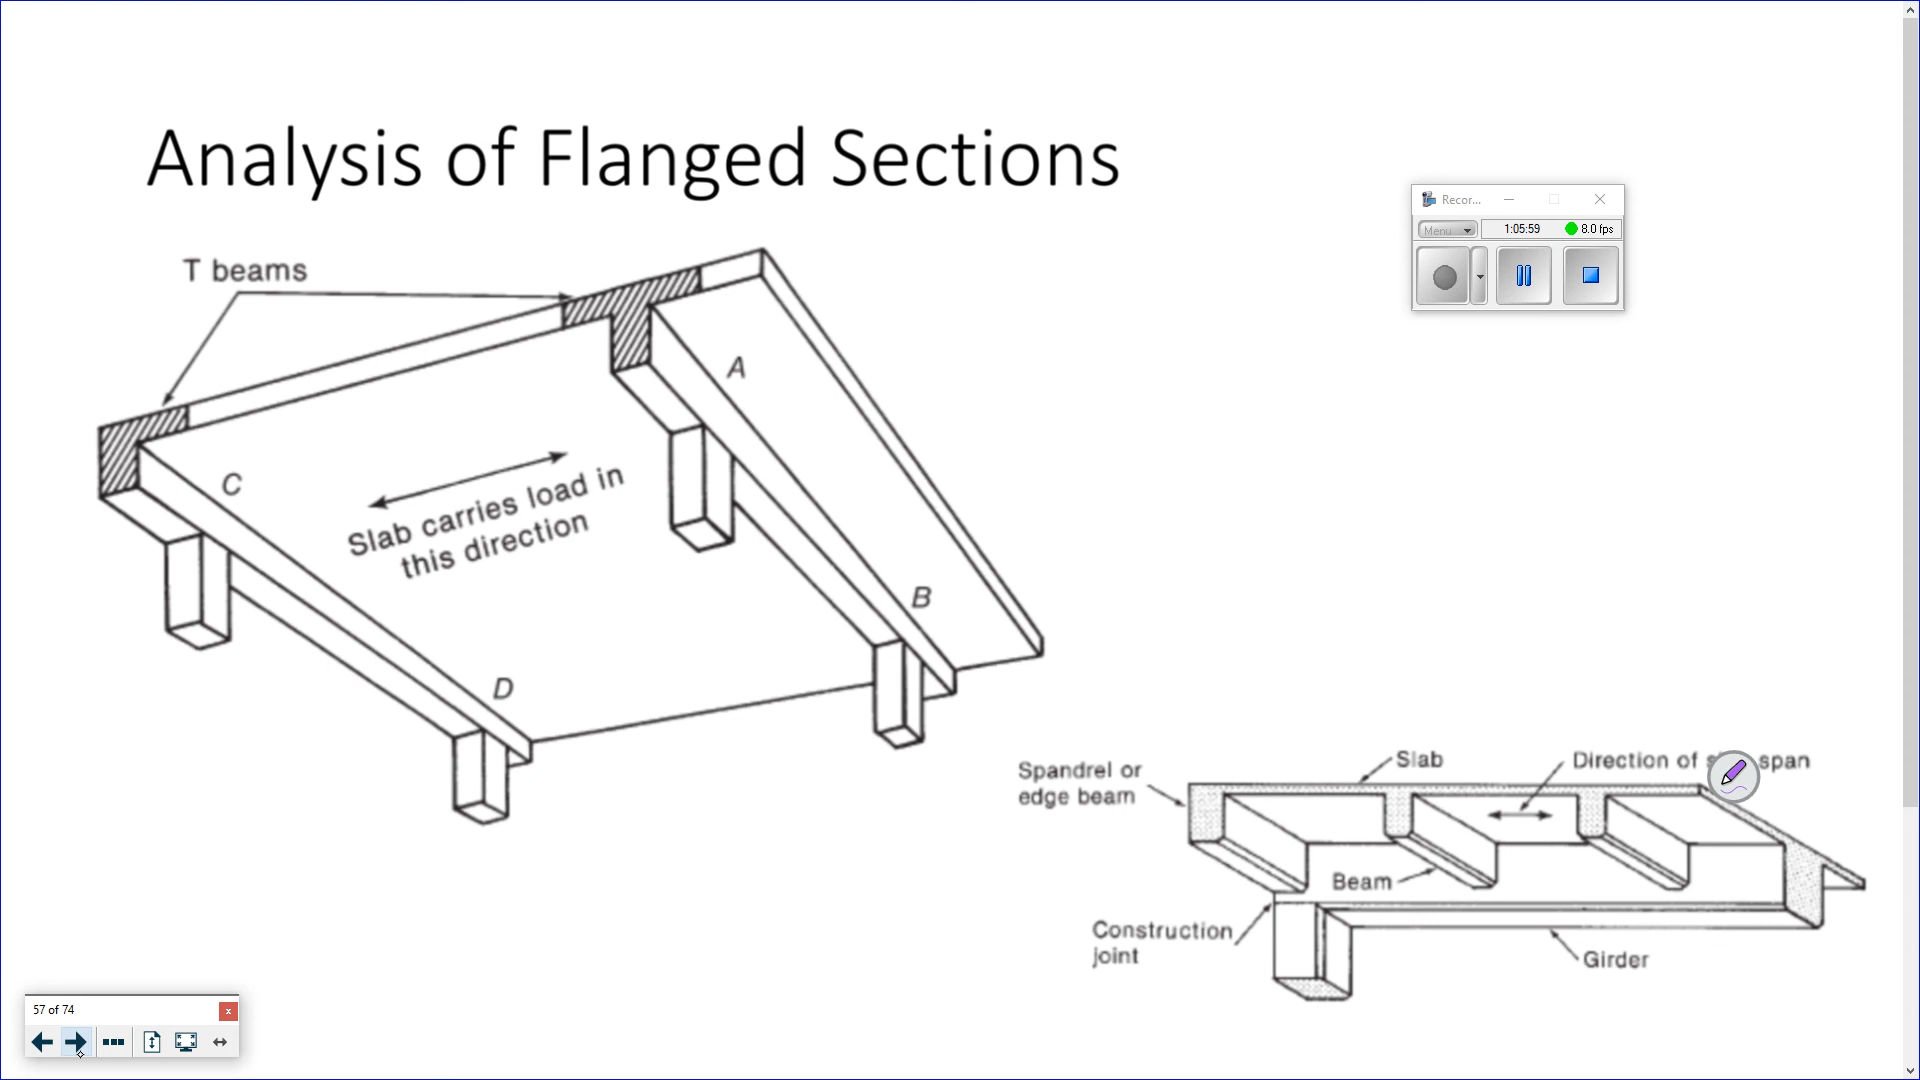 Analysis of Flanged Sections
Recor...
Menu
1:05:59
8.0 fps
T beams
A
C
Slab carries load in
this direction
B
D
Slab
Direction of
span
Spandrel or
edge beam
Beam
Construction
joint
Girder
57 of 74